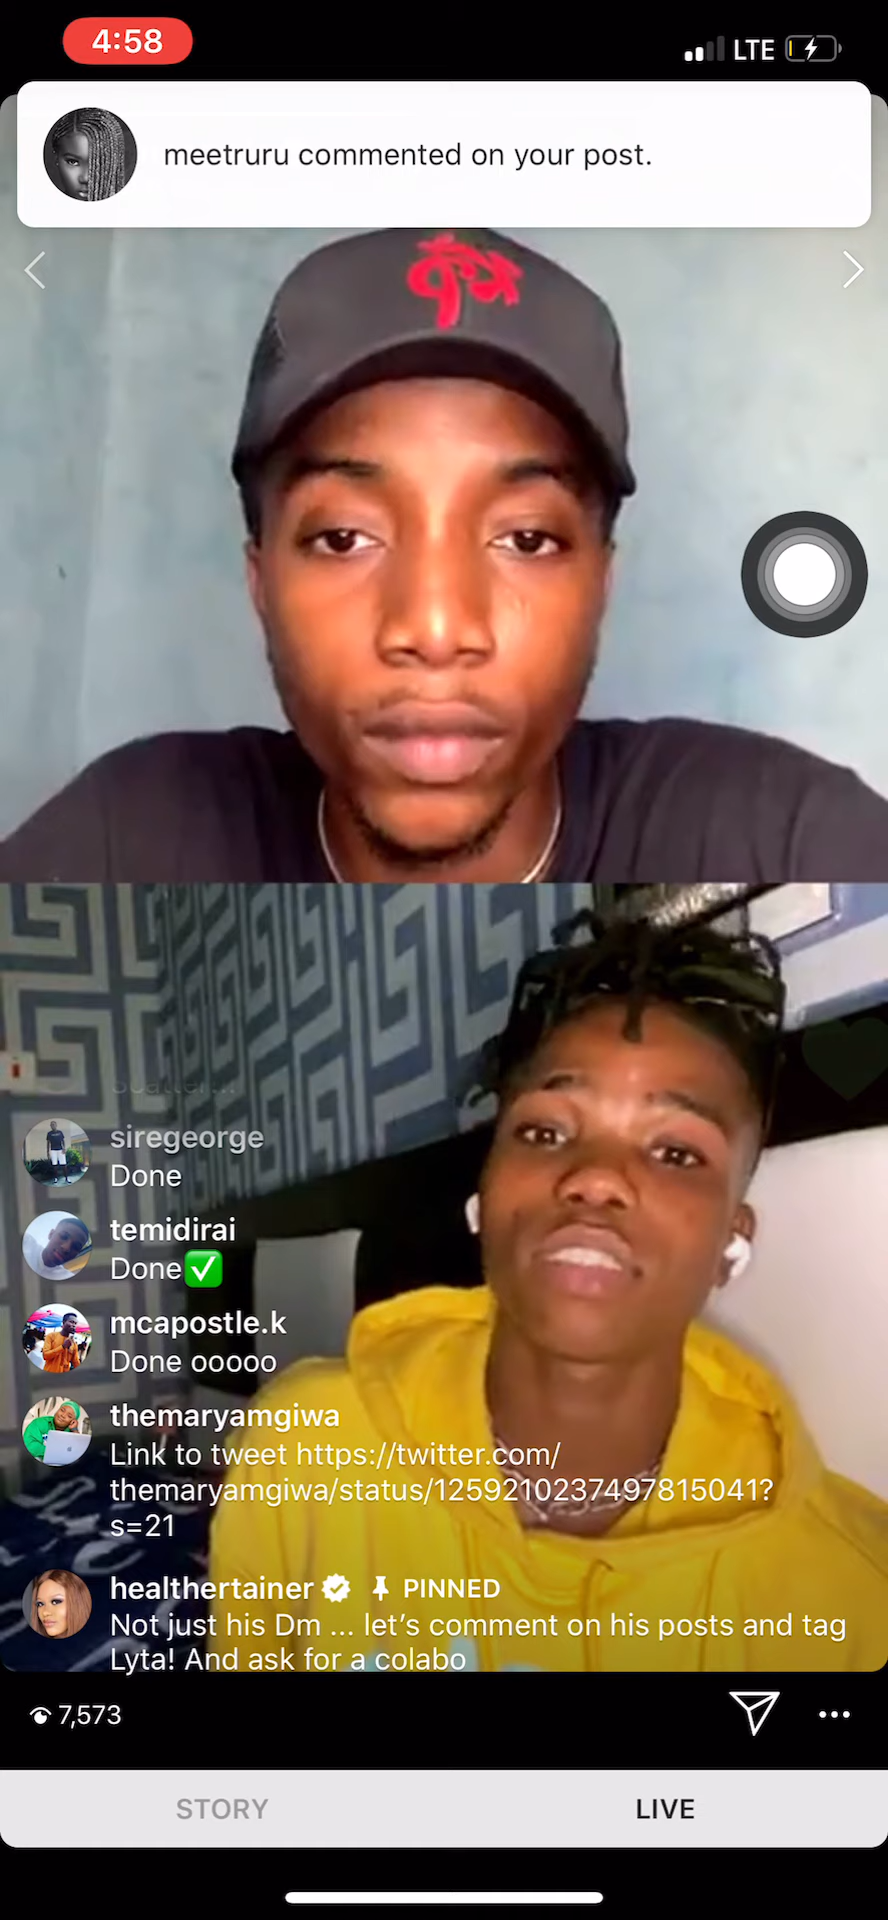 4:58
LTE
meetruru commented on your post.
Scatter...
siregeorge
Done
temidirai
Done✅
mcapostle.k
Done ooooo
themaryamgiwa
Link to tweet https://twitter.com/
themaryamgiwa/status/1259210237497815041?
s=21
healthertainer PINNED
Not just his Dm ... let’s comment on his posts and tag
Lyta! And ask for a colabo
7,573
STORY
LIVE